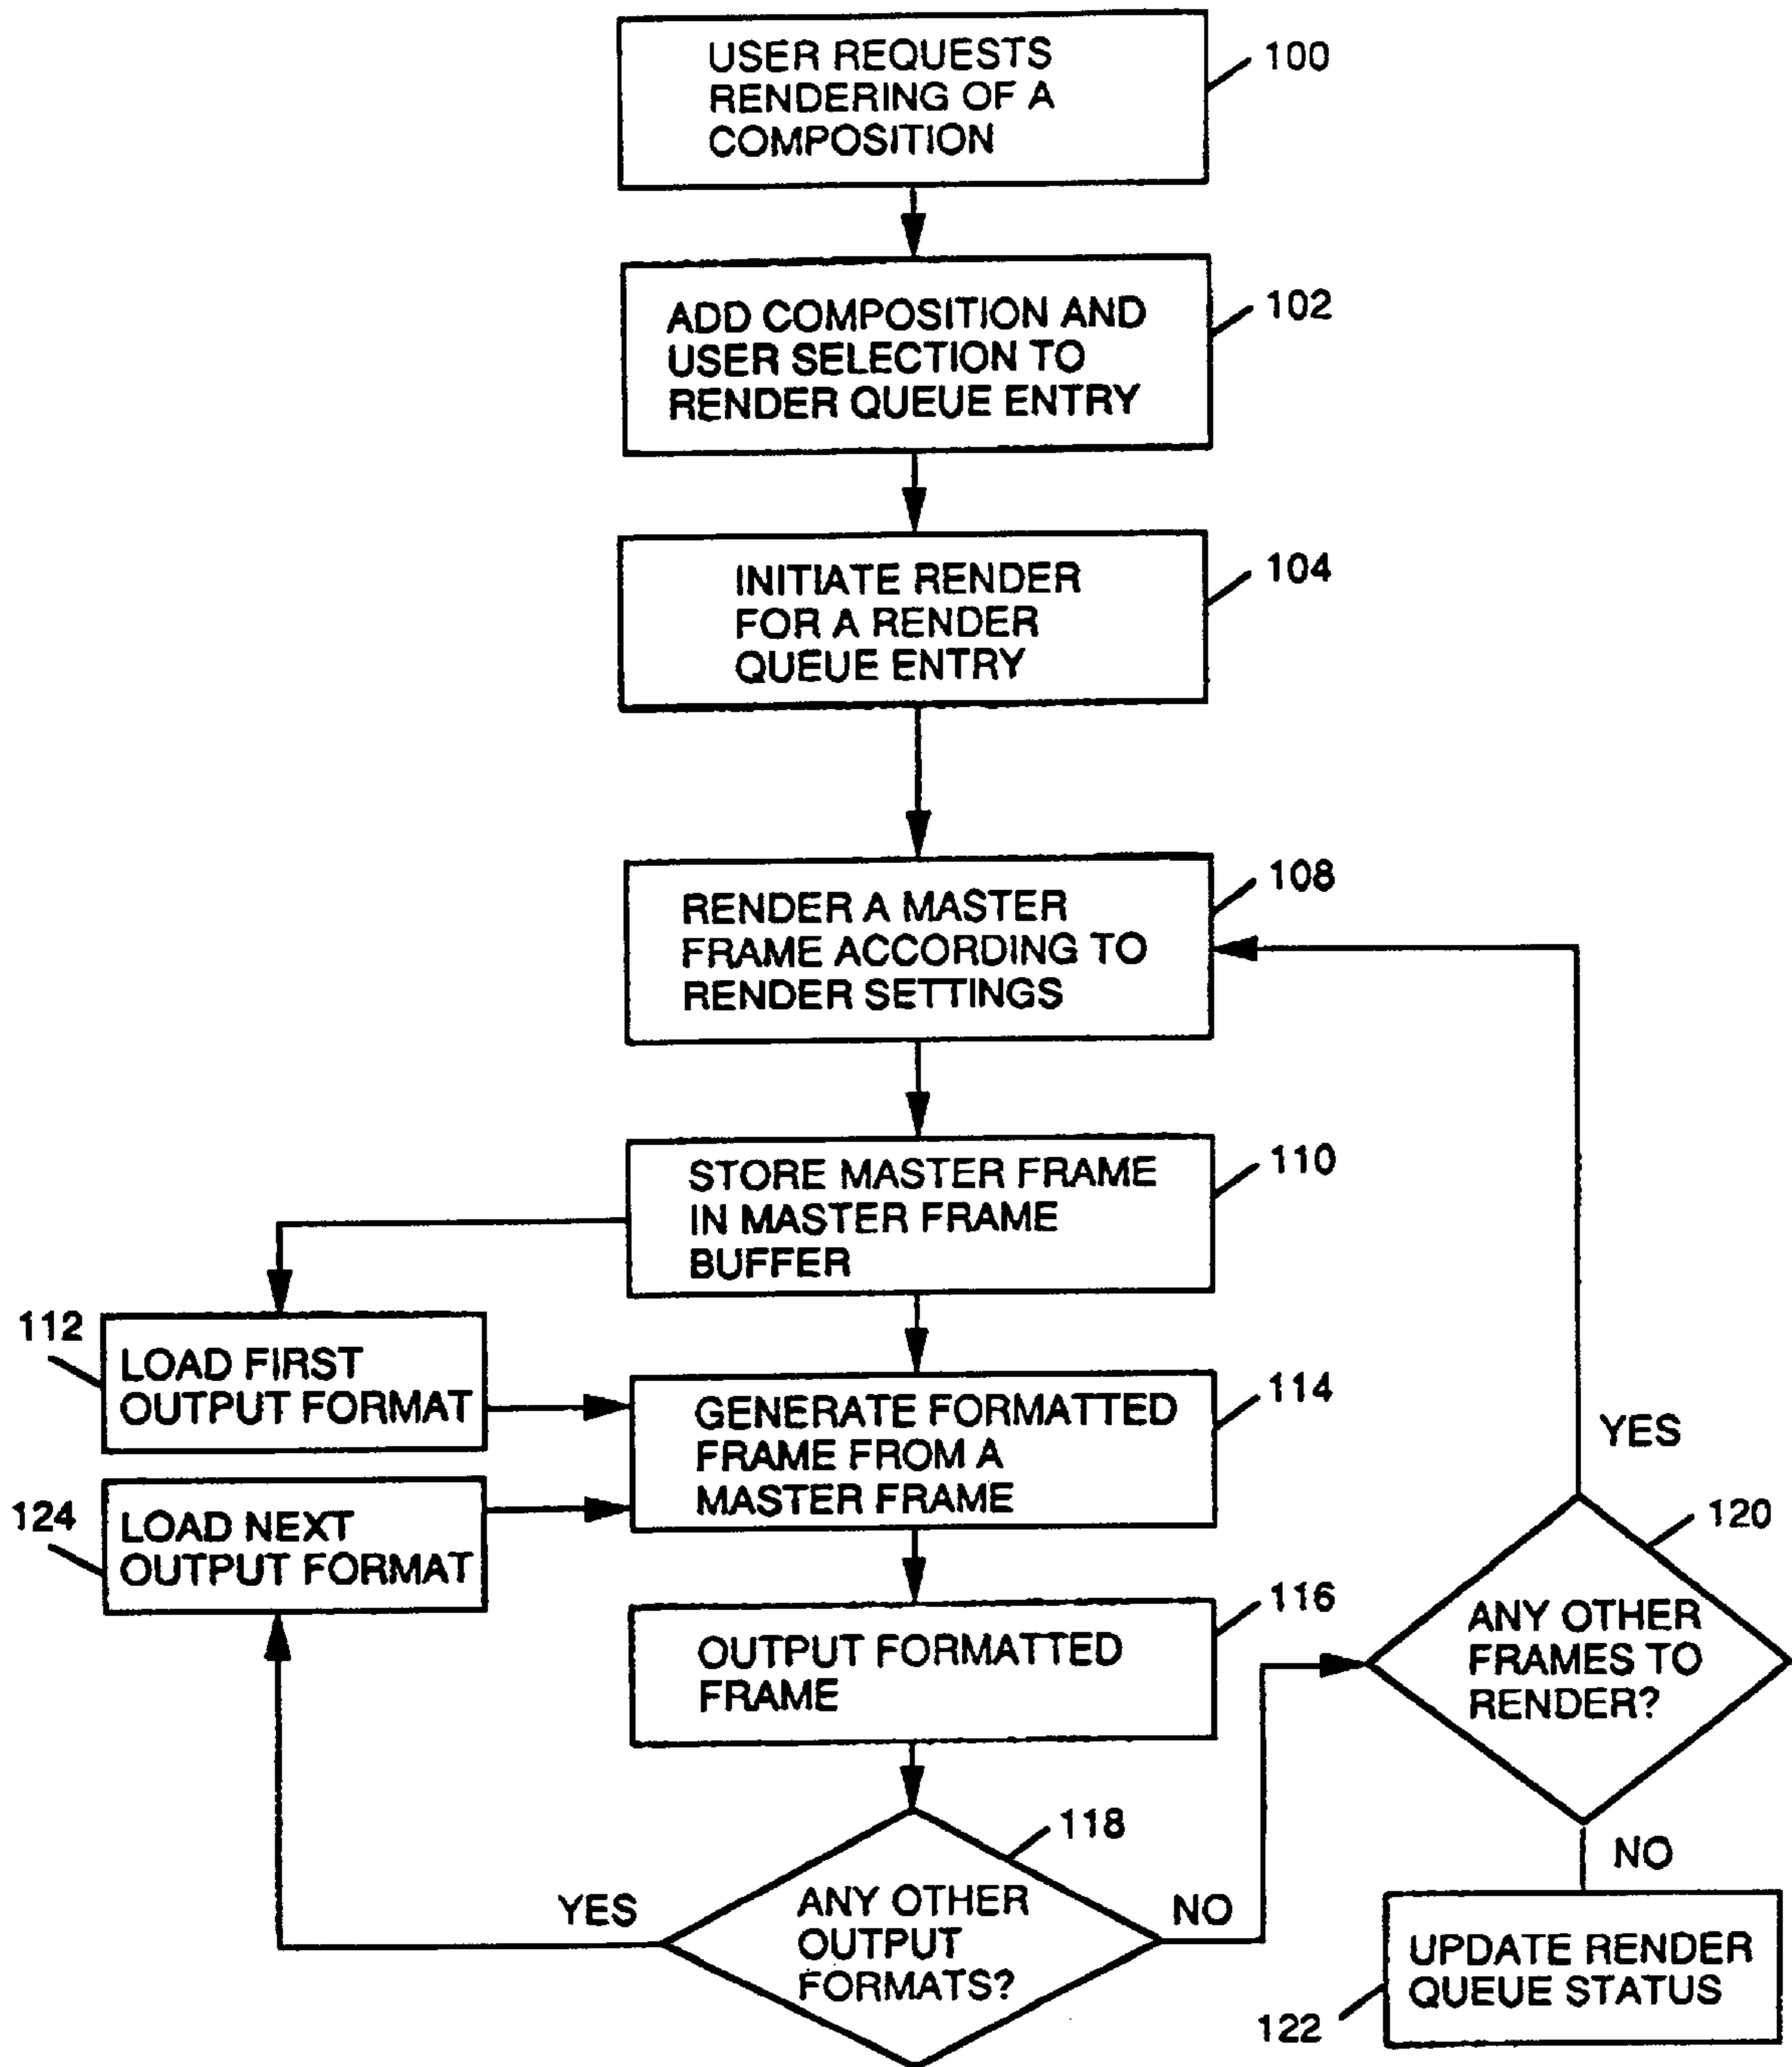 USER REQUESTS
RENDERING OF A
COMPOSITION
100
ADD COMPOSITION AND
USER SELECTION TO
RENDER QUEUE ENTRY
102
INITIATE RENDER
FOR A RENDER
QUEUE ENTRY
104
RENDER A MASTER
FRAME ACCORDING TO
RENDER SETTINGS
108
STORE MASTER FRAME
IN MASTER FRAME
BUFFER
110
112
LOAD FIRST
OUTPUT FORMAT
GENERATE FORMATTED
FRAME FROM A
MASTER FRAME
114
YES
124
LOAD NEXT
OUTPUT FORMAT
OUTPUT FORMATTED
FRAME
116
120
ANY OTHER
FRAMES TO
RENDER?
118
ANY OTHER
OUTPUT
FORMATS?
YES
NO
NO
UPDATE RENDER
QUEUE STATUS
122